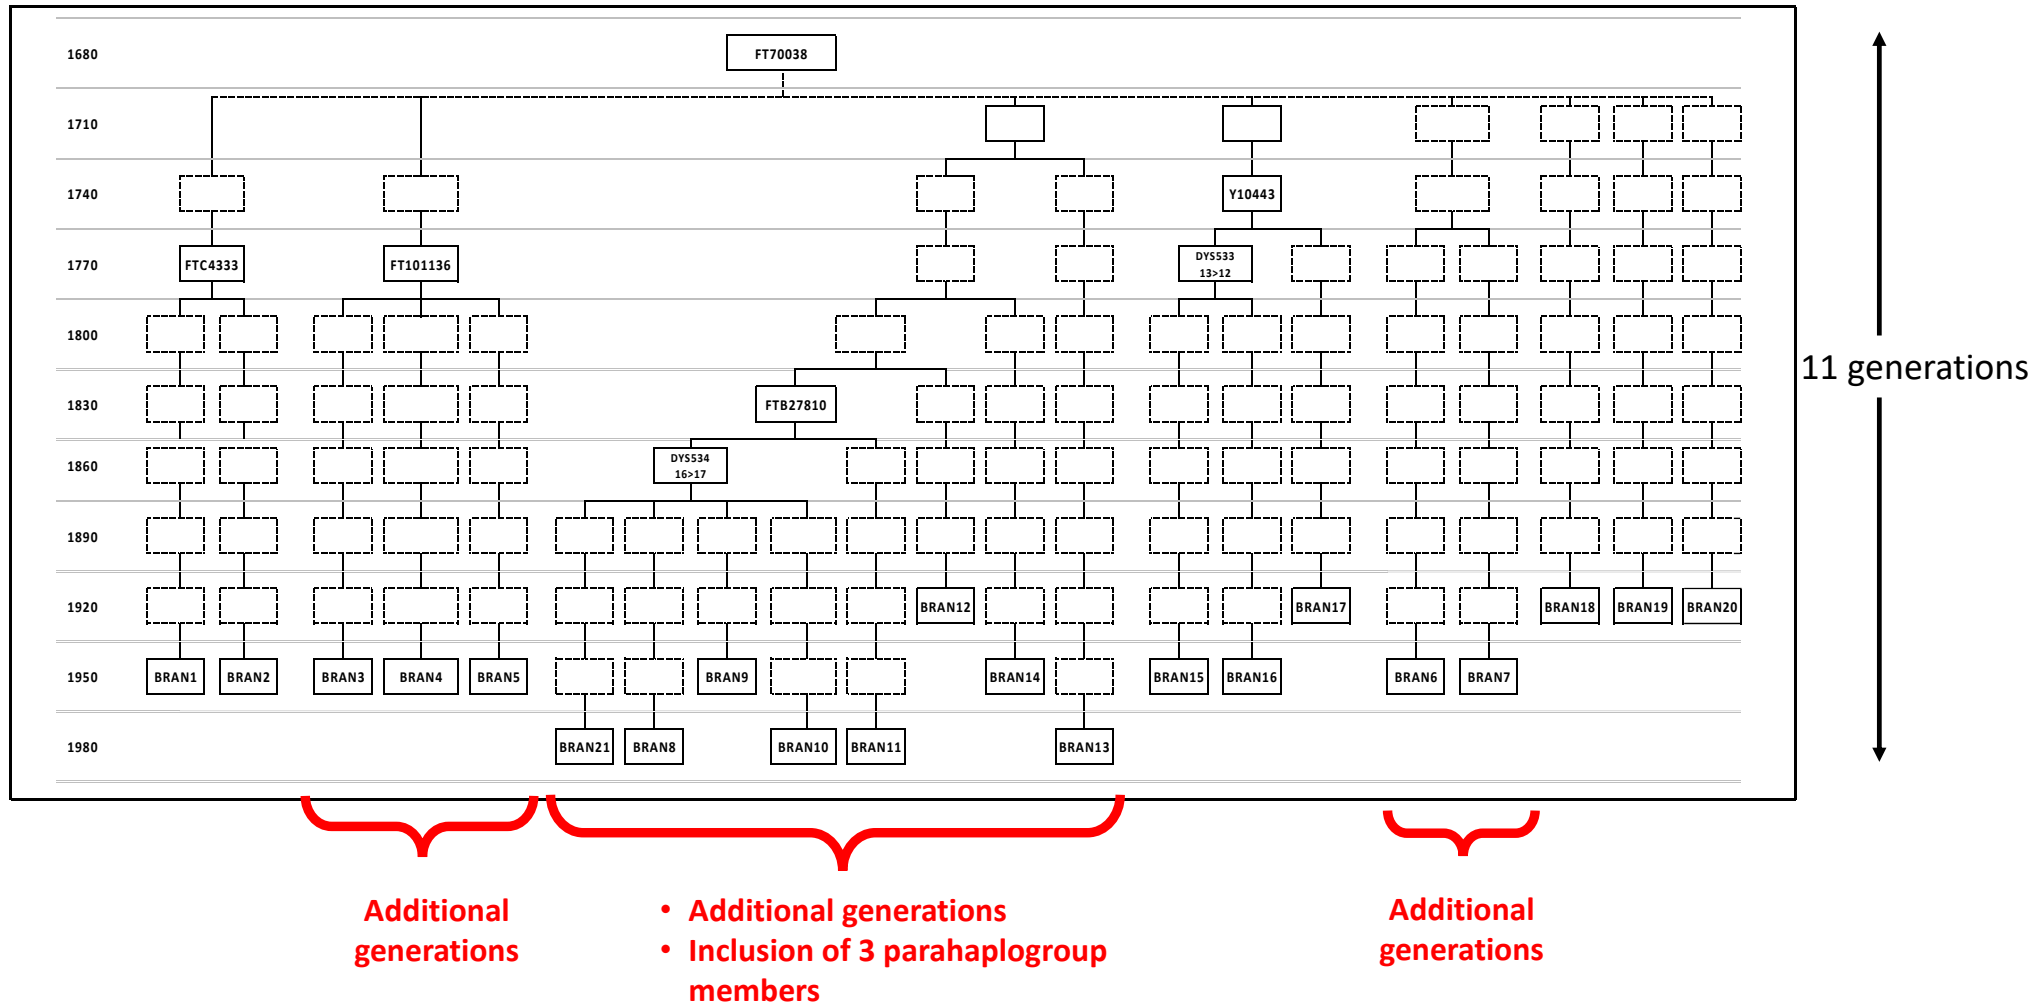 1680
FT70038
1710
1740
Y10443
1770
FTC4333
FT101136
DYS533
13>12
1800
1830
FTB27810
11 generations
1860
DYS534
16>17
1890
1920
BRAN12
BRAN17
BRAN18
BRAN19
BRAN20
1950
BRAN1
BRAN2
BRAN3
BRAN4
BRAN5
BRAN9
BRAN14
BRAN15
BRAN16
BRAN6
BRAN7
1980
BRAN21
BRAN8
BRAN10
BRAN11
BRAN13
Additional
generations
• Additional generations
• Inclusion of 3 parahaplogroup
members
Additional
generations